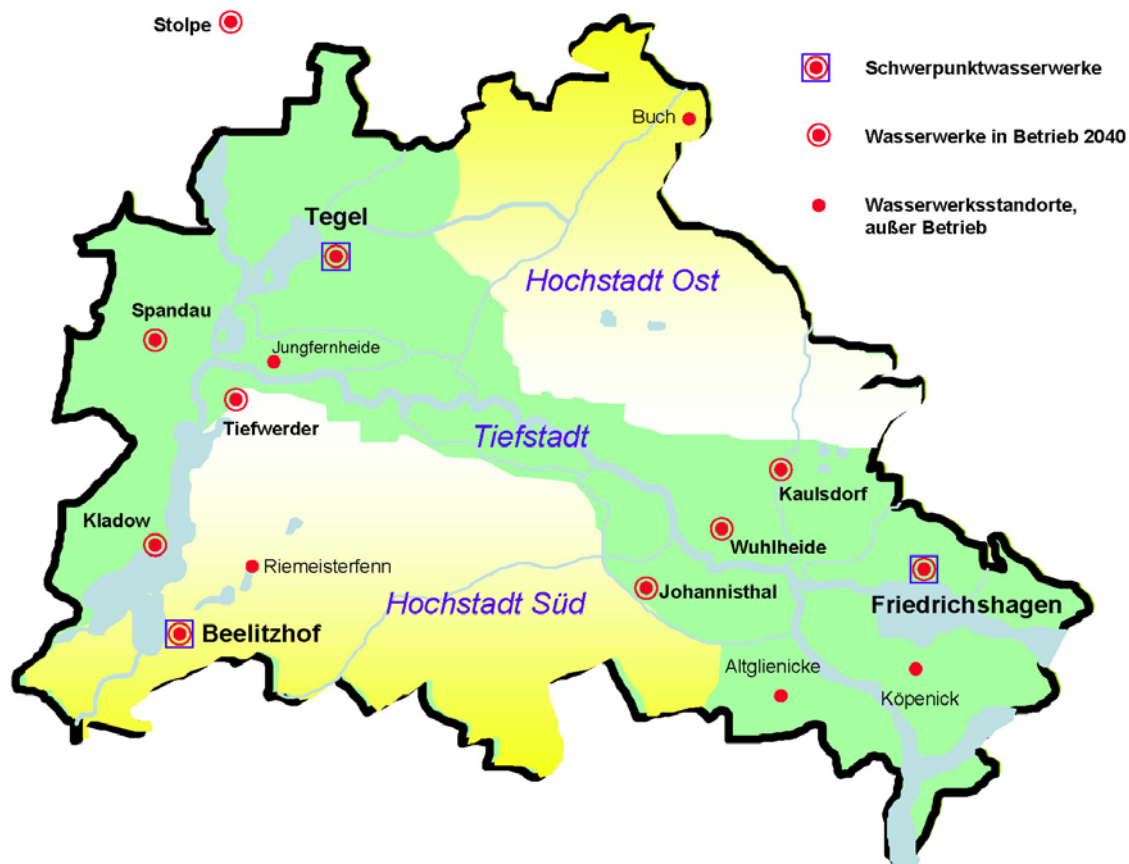 Stolpe
Schwerpunktwasserwerke
Buch
Wasserwerke in Betrieb 2040
Wasserwerksstandorte,
außer Betrieb
Tegel
Hochstadt Ost
Spandau
Jungfernheide
Tiefwerder
Tiefstadt
Kaulsdorf
Kladow
Wuhlheide
Riemeisterfenn
Johannisthal
Hochstadt Süd
Friedrichshagen
Beelitzhof
Altglienicke
Köpenick